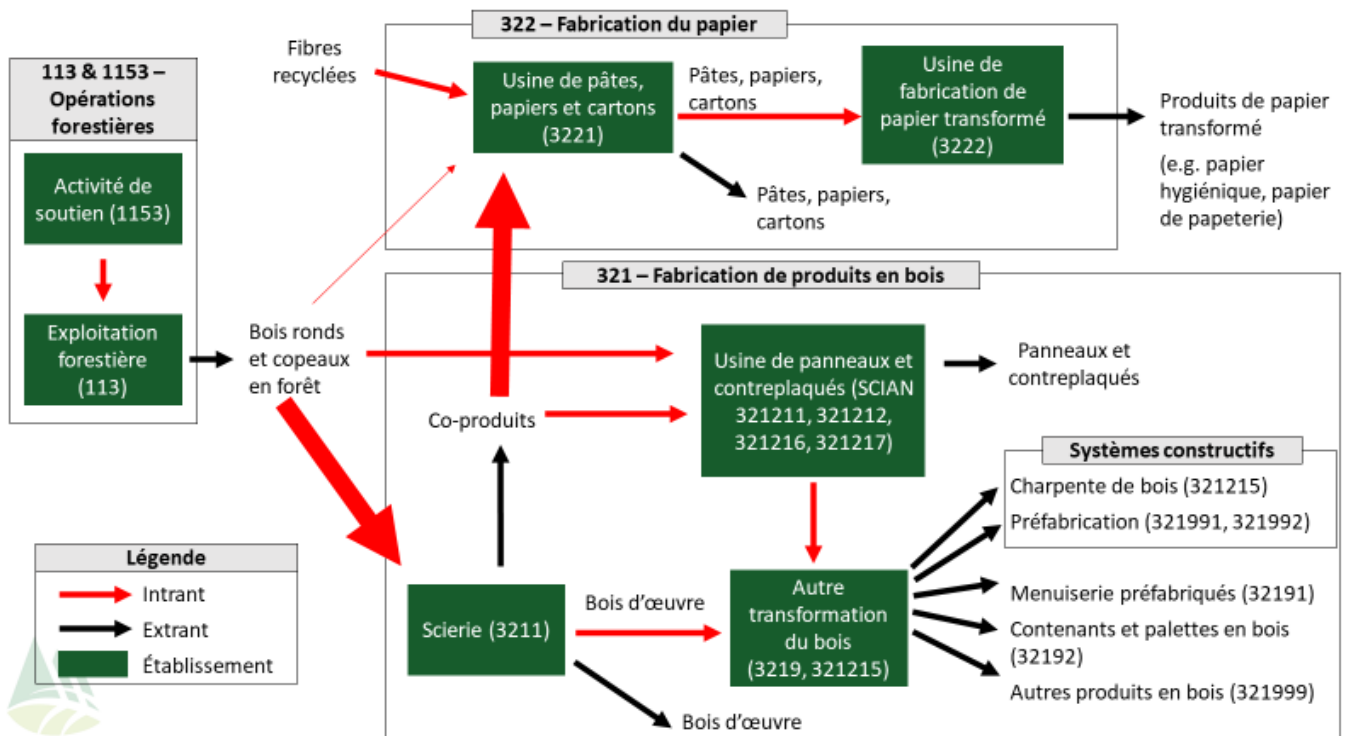 322 – Fabrication du papier
Fibres
recyclées
113 & 1153 –
Opérations
forestières
Activité de
soutien (1153)
Exploitation
forestière
(113)
Bois ronds
et copeaux
en forêt
Usine de pâtes,
papiers et cartons
(3221)
Pâtes, papiers,
cartons
Usine de
fabrication de
papier transformé
(3222)
Produits de papier
transformé
(e.g. papier
hygiénique, papier
de papeterie)
Pâtes, papiers,
cartons
321 – Fabrication de produits en bois
Usine de panneaux et
contreplaqués (SCIAN
321211, 321212,
321216, 321217)
Panneaux et
contreplaqués
Co-produits
Systèmes constructifs
Charpente de bois (321215)
Préfabrication (321991, 321992)
Menuiserie préfabriqués (32191)
Contenants et palettes en bois
(32192)
Autres produits en bois (321999)
Scierie (3211)
Bois d’œuvre
Autre
transformation
du bois
(3219, 321215)
Bois d’œuvre
Légende
Intrant
Extrant
Établissement